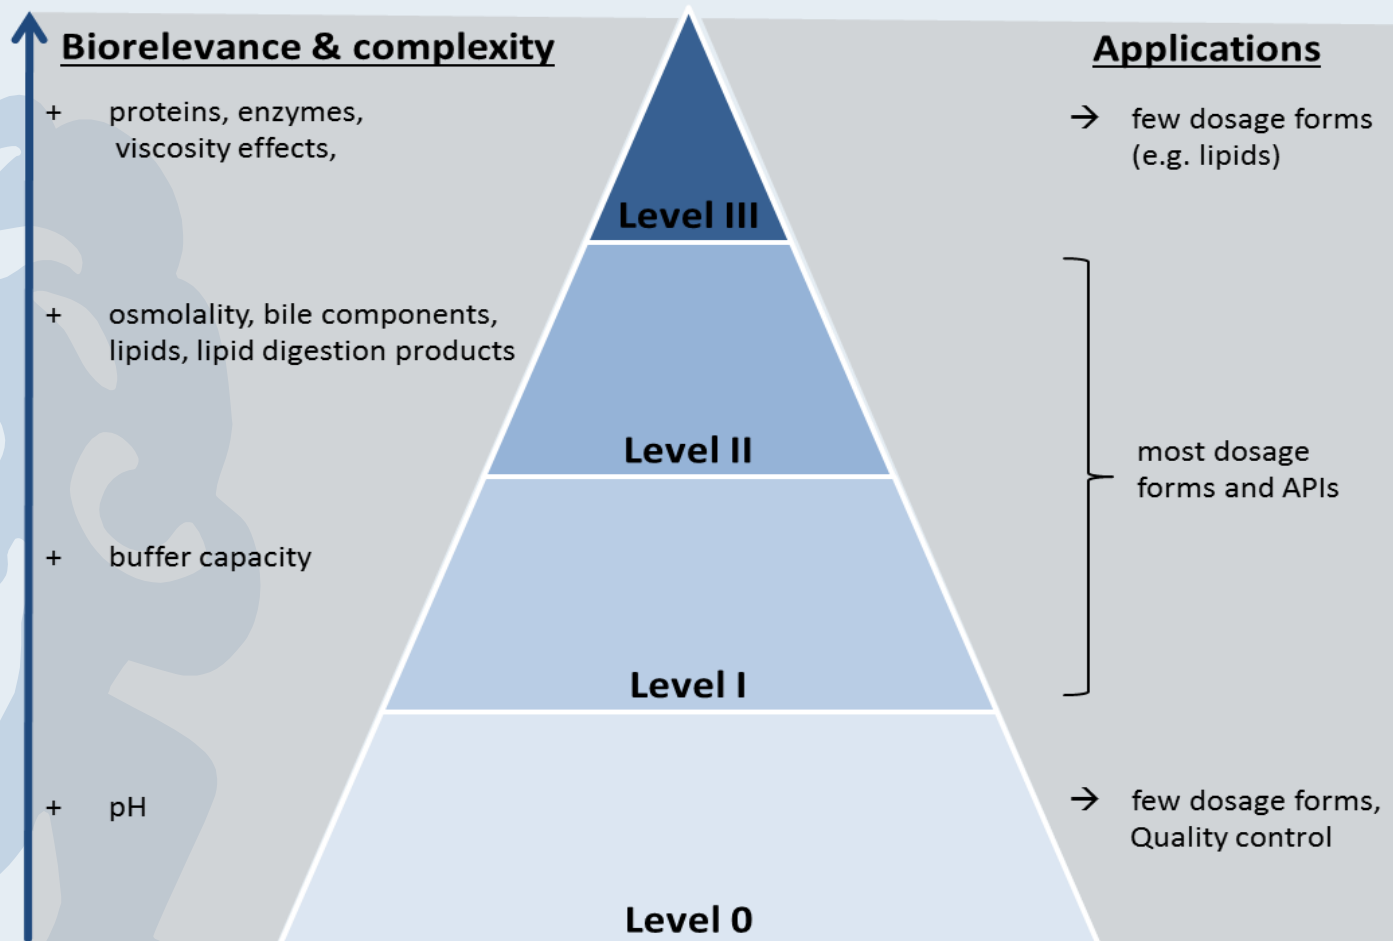 Biorelevance & complexity
+ proteins, enzymes,
viscosity effects,
+ osmolality, bile components,
lipids, lipid digestion products
+ buffer capacity
+ pH
Level III
Level II
Level I
Level 0
Applications
→ few dosage forms
(e.g. lipids)
most dosage
forms and APIs
→ few dosage forms,
Quality control